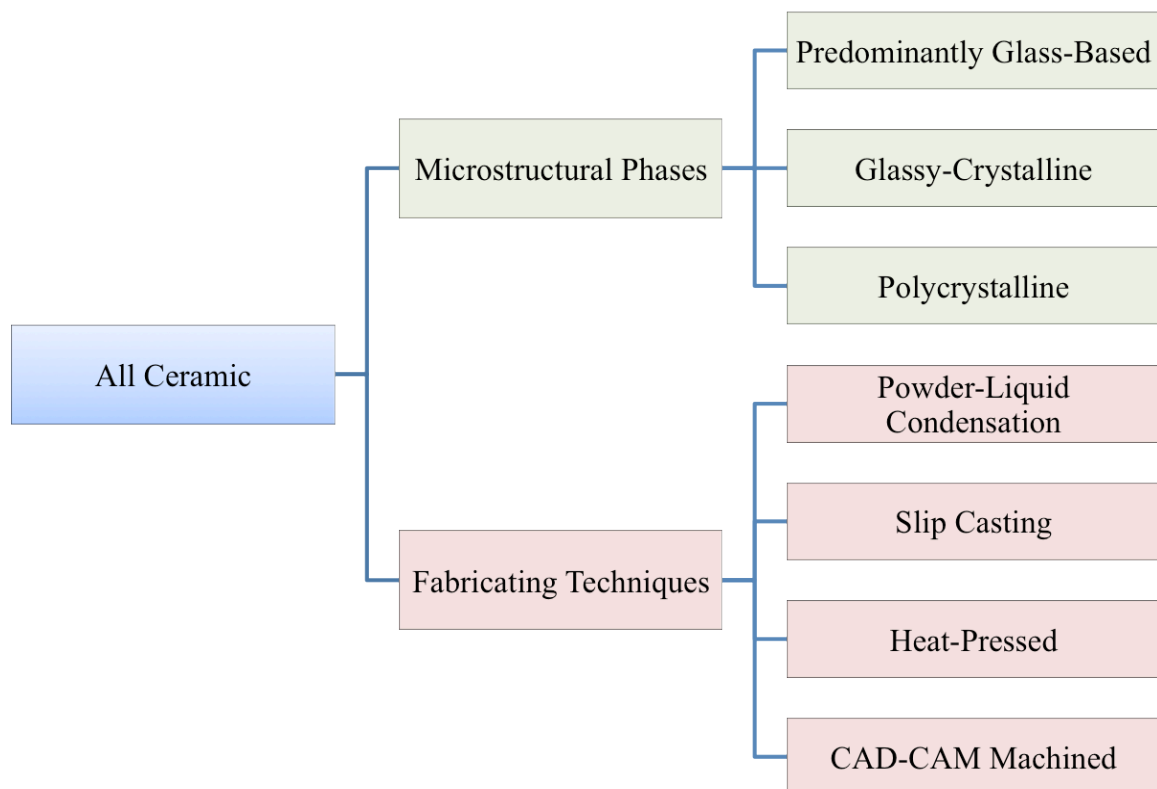 All Ceramic
Microstructural Phases
Predominantly Glass-Based
Glassy-Crystalline
Polycrystalline
Fabricating Techniques
Powder-Liquid
Condensation
Slip Casting
Heat-Pressed
CAD-CAM Machined